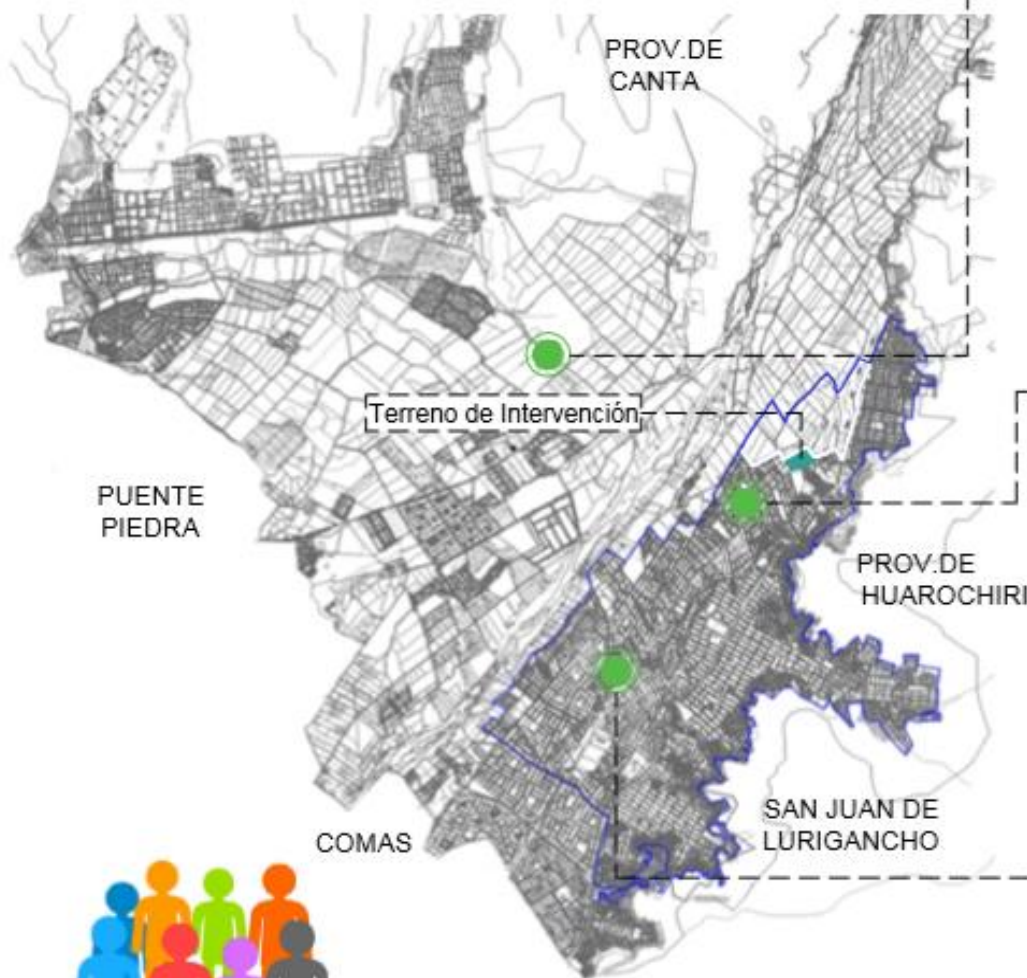 PROV.DE
CANTA
Terreno de Intervención
PUENTE
PIEDRA
PROV.DE
HUAROCHIRI
SAN JUAN DE
LURIGANCHO
COMAS